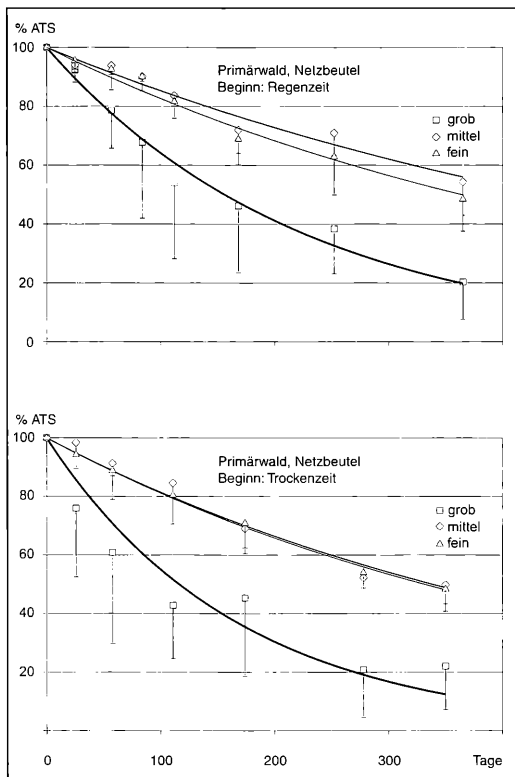 % ATS
100
Primärwald, Netzbeutel
Beginn: Regenzeit
80
grob
mittel
fein
60
40
20
0
% ATS
100
Primärwald, Netzbeutel
Beginn: Trockenzeit
80
grob
mittel
fein
60
40
20
0 100 200 300 Tage